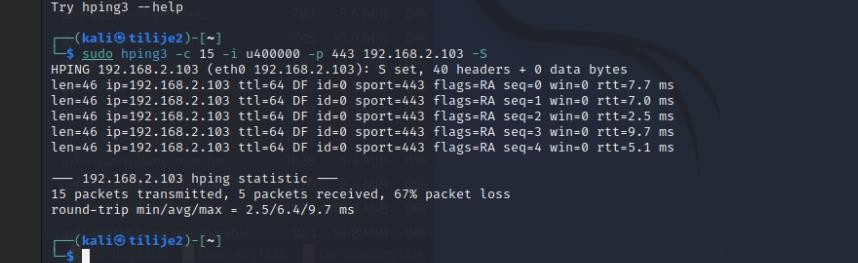 Try hping3 --help
┌──(kali㉿tilije2)-[~]
└─$ sudo hping3 -c 15 -i u400000 -p 443 192.168.2.103 -S
HPING 192.168.2.103 (eth0 192.168.2.103): S set, 40 headers + 0 data bytes
len=46 ip=192.168.2.103 ttl=64 DF id=0 sport=443 flags=RA seq=0 win=0 rtt=7.7 ms
len=46 ip=192.168.2.103 ttl=64 DF id=0 sport=443 flags=RA seq=1 win=0 rtt=7.0 ms
len=46 ip=192.168.2.103 ttl=64 DF id=0 sport=443 flags=RA seq=2 win=0 rtt=2.5 ms
len=46 ip=192.168.2.103 ttl=64 DF id=0 sport=443 flags=RA seq=3 win=0 rtt=9.7 ms
len=46 ip=192.168.2.103 ttl=64 DF id=0 sport=443 flags=RA seq=4 win=0 rtt=5.1 ms
--- 192.168.2.103 hping statistic ---
15 packets transmitted, 5 packets received, 67% packet loss
round-trip min/avg/max = 2.5/6.4/9.7 ms
┌──(kali㉿tilije2)-[~]
└─$